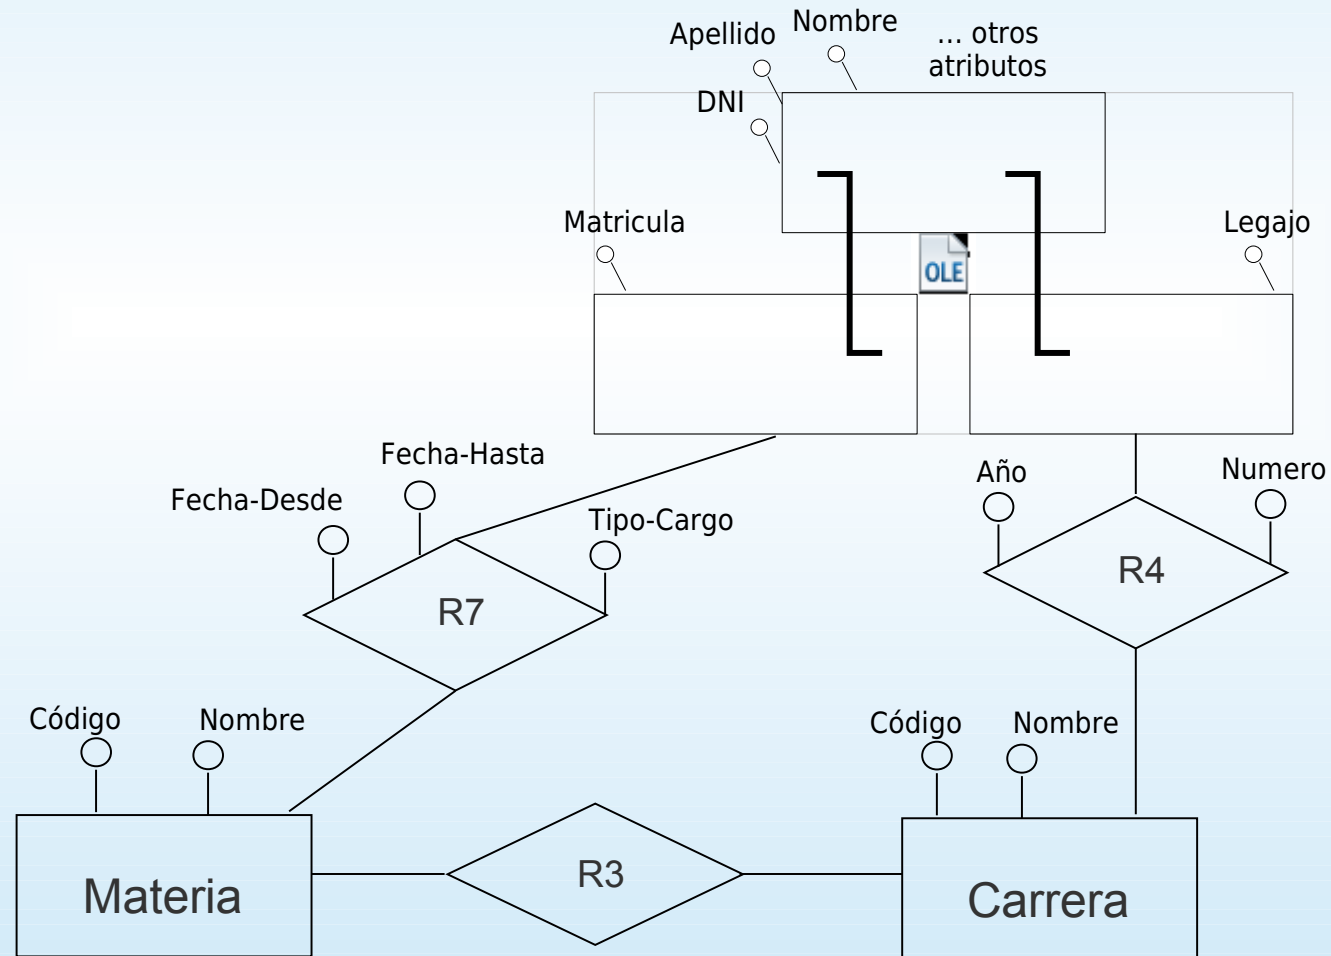 Nombre
Apellido
... otros
atributos
DNI
Matricula
Legajo
OLE
Fecha-Hasta
Fecha-Desde
Tipo-Cargo
Año
Numero
R7
R4
Código
Nombre
Código
Nombre
Materia
R3
Carrera